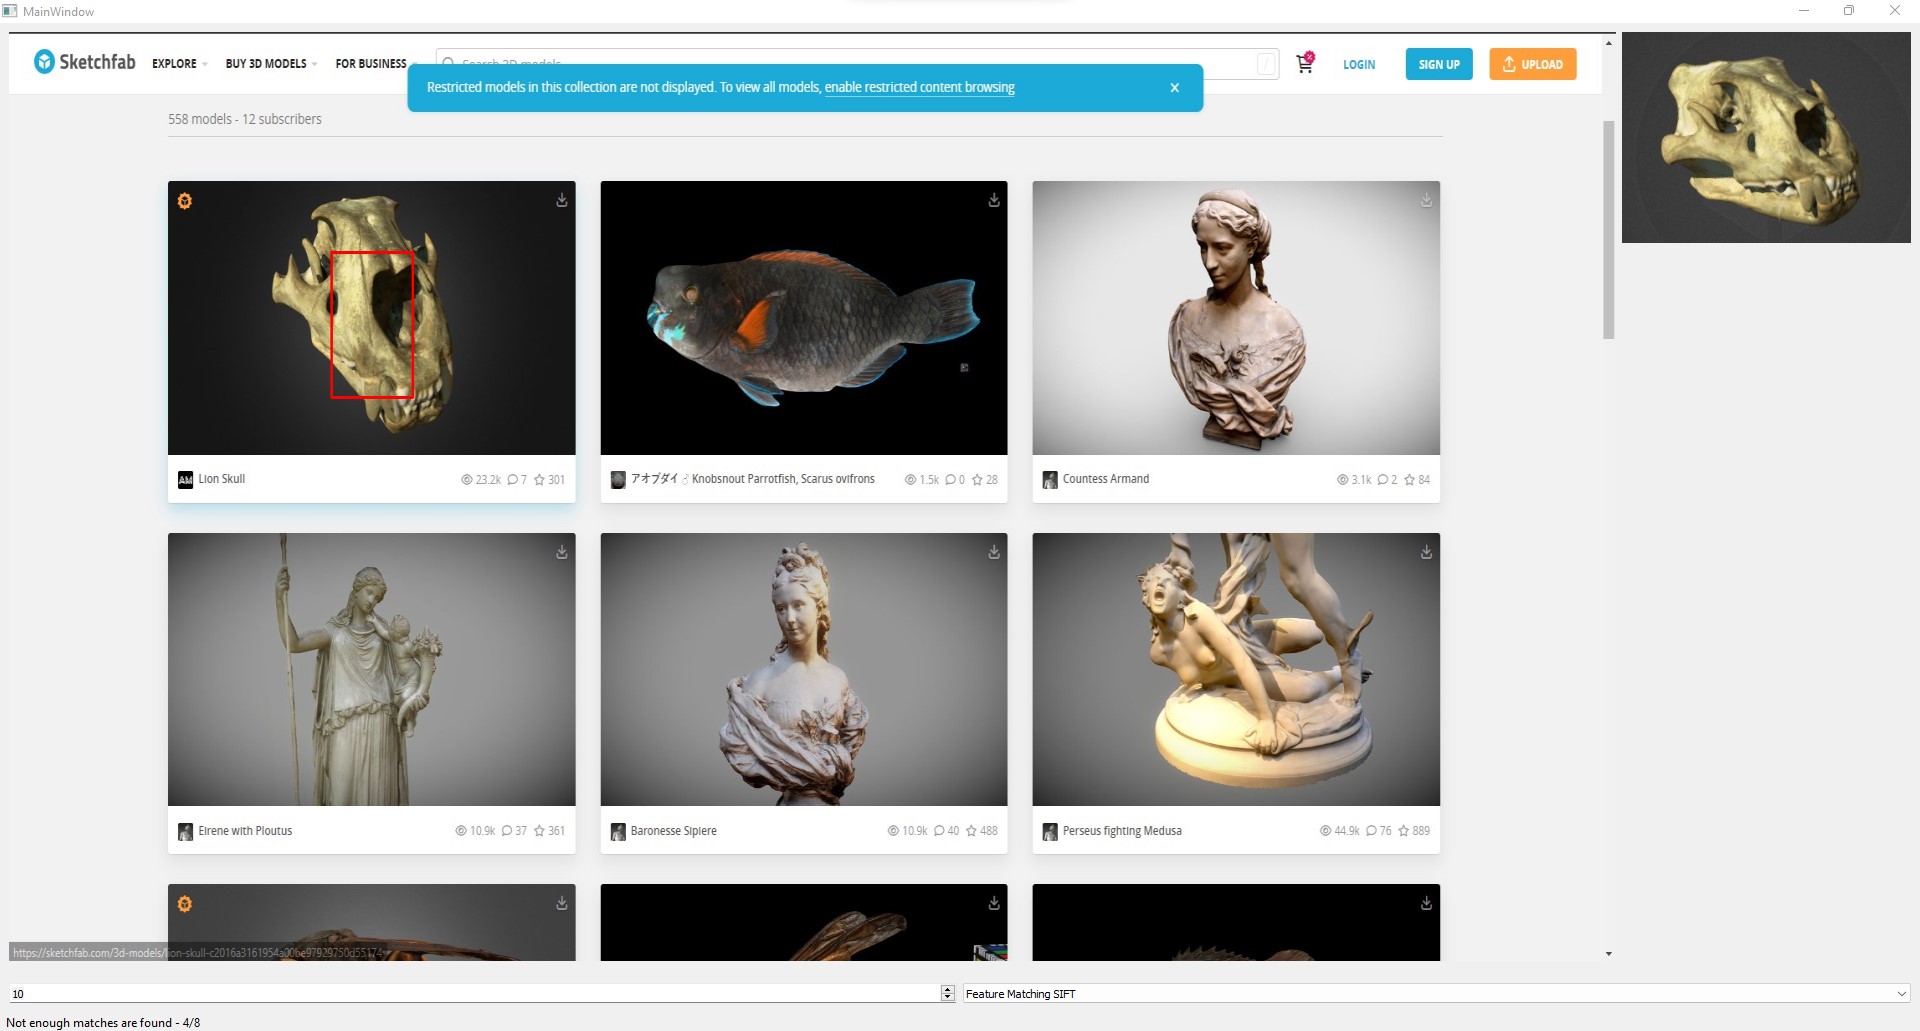 MainWindow
Sketchfab EXPLORE BUY 3D MODELS FOR BUSINESS Search 3D models / LOGIN SIGN UP UPLOAD
Restricted models in this collection are not displayed. To view all models, enable restricted content browsing X
558 models - 12 subscribers
AM Lion Skull 23.2k 7 301
アオブダイ ♂ Knobsnout Parrotfish, Scarus ovifrons 1.5k 0 28
Countess Armand 3.1k 2 84
Eirene with Ploutus 10.9k 37 361
Baronesse Sipiere 10.9k 40 488
Perseus fighting Medusa 44.9k 76 889
https://sketchfab.com/3d-models/lion-skull-c2016a3161954a00be97929750d55174
10
Feature Matching SIFT
Not enough matches are found - 4/8